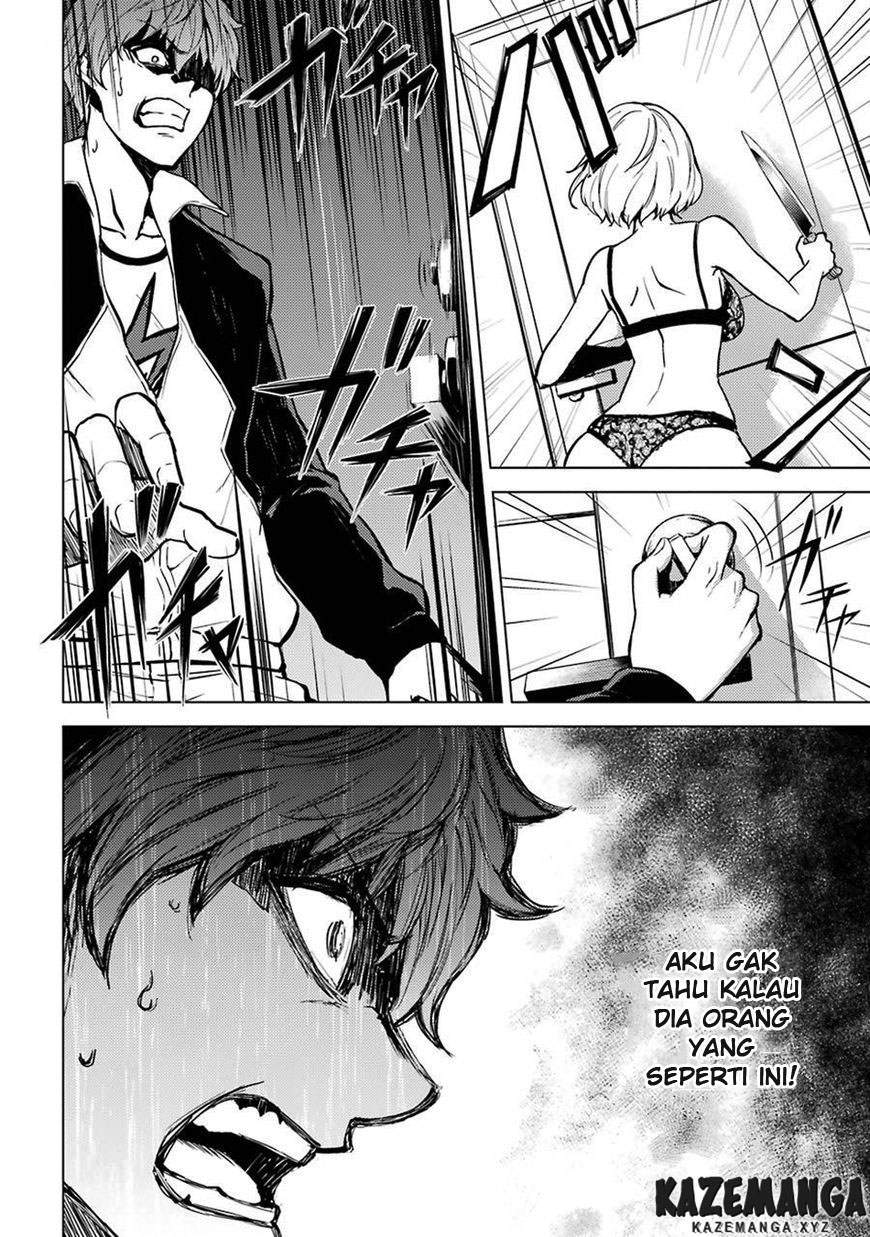 バン
ガチャ
ガチャ
ガチャ
ガチャ
AKU GAK
TAHU KALAU
DIA ORANG
YANG
SEPERTI INI!
KAZEMANGA
KAZEMANGA.XYZ